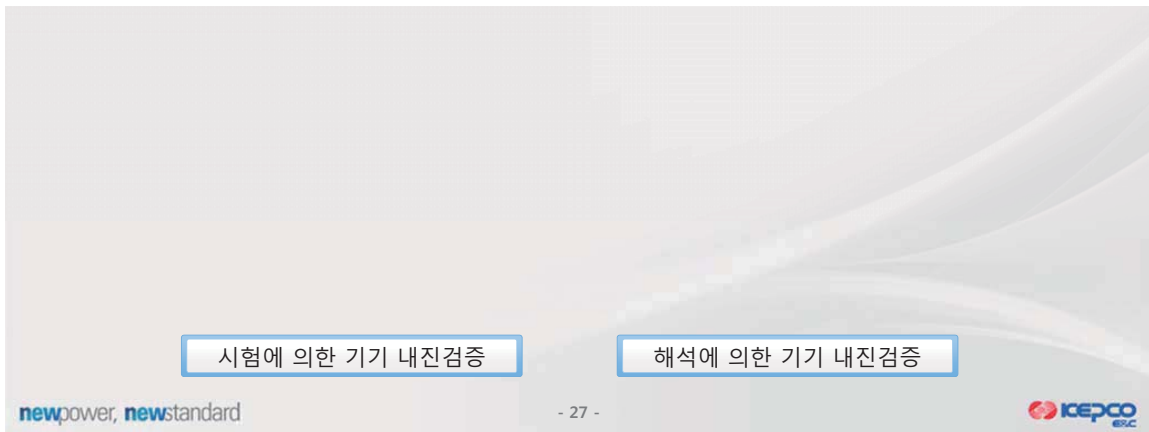 시험에 의한 기기 내진검증
해석에 의한 기기 내진검증
newpower, newstandard
- 27 -
KEPCO
E&C